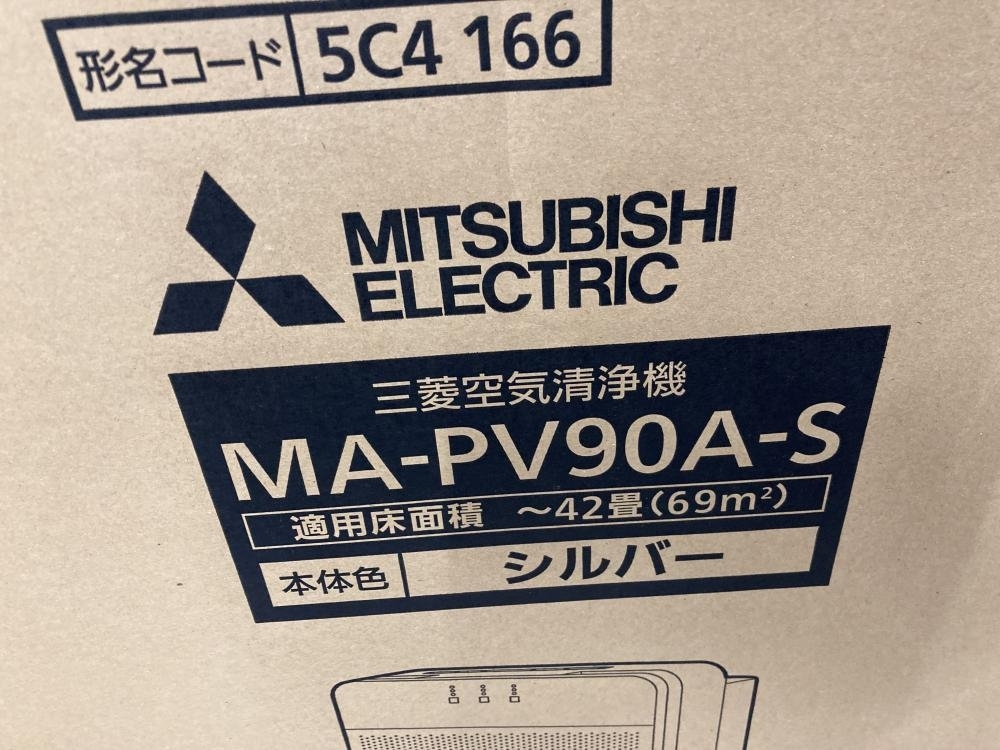 形名コード 5C4 166
MITSUBISHI
ELECTRIC
三菱空気清浄機
MA-PV90A-S
適用床面積 ～42畳(69m²)
本体色 シルバー